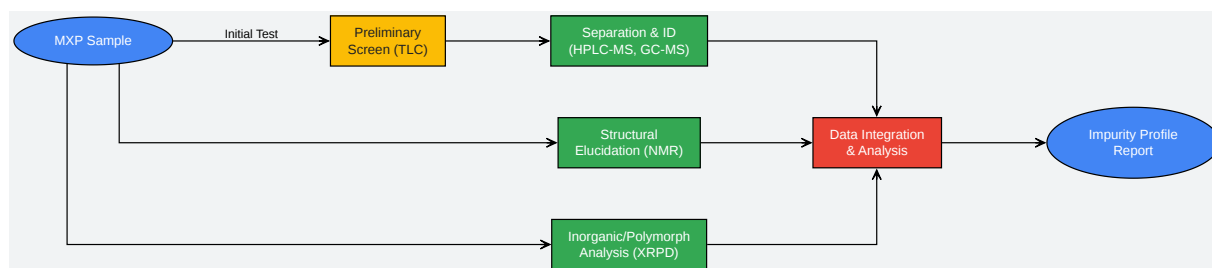 MXP Sample
Initial Test
Preliminary
Screen (TLC)
Separation & ID
(HPLC-MS, GC-MS)
Structural
Elucidation (NMR)
Data Integration
& Analysis
Impurity Profile
Report
Inorganic/Polymorph
Analysis (XRPD)